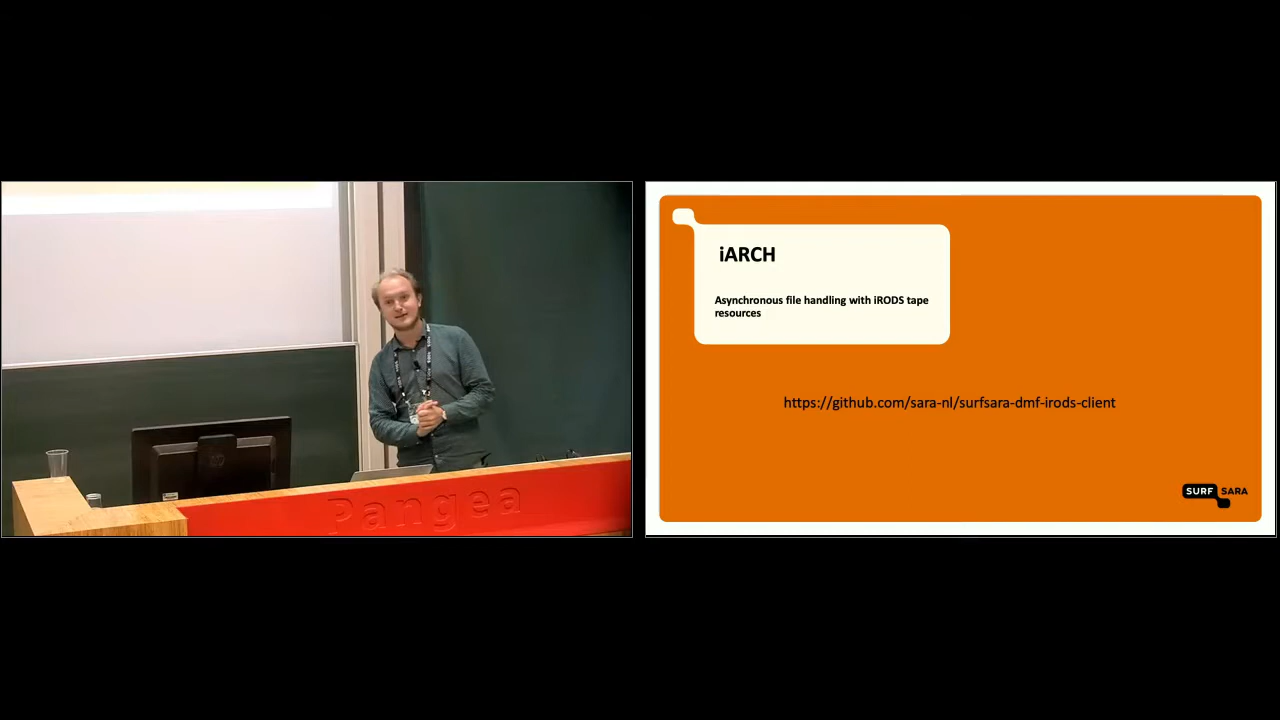 Pangea
iARCH
Asynchronous file handling with iRODS tape
resources
https://github.com/sara-nl/surfsara-dmf-irods-client
SURF SARA